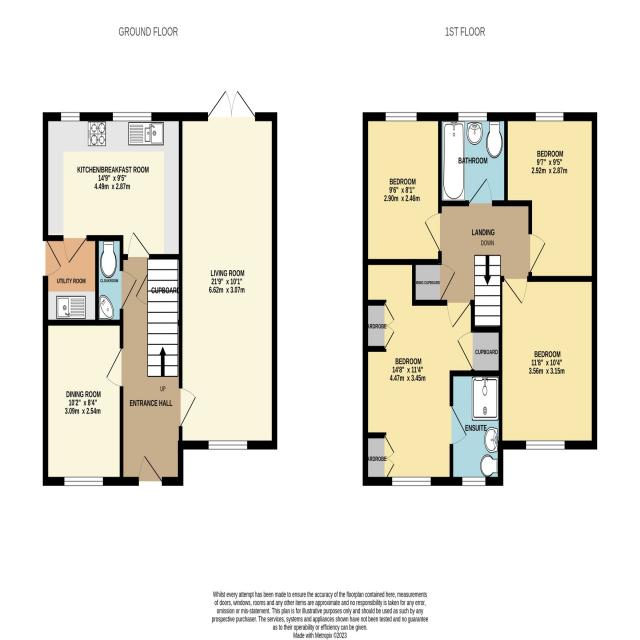 GROUND FLOOR
1ST FLOOR
KITCHEN/BREAKFAST ROOM
14'9" x 9'5"
4.49m x 2.87m
UTILITY ROOM
CLOAKROOM
CUPBOARD
LIVING ROOM
21'9" x 10'1"
6.62m x 3.07m
DINING ROOM
10'2" x 8'4"
3.09m x 2.54m
UP
ENTRANCE HALL
BEDROOM
9'6" x 8'1"
2.90m x 2.46m
BATHROOM
BEDROOM
9'7" x 9'5"
2.92m x 2.87m
LANDING
DOWN
CUPBOARD
ARDROBE
BEDROOM
14'8" x 11'4"
4.47m x 3.45m
CUPBOARD
BEDROOM
11'8" x 10'4"
3.56m x 3.15m
ENSUITE
ARDROBE
Whilst every attempt has been made to ensure the accuracy of the floorplan contained here, measurements
of doors, windows, rooms and any other items are approximate and no responsibility is taken for any error,
omission or mis-statement. This plan is for illustrative purposes only and should be used as such by any
prospective purchaser. The services, systems and appliances shown have not been tested and no guarantee
as to their operability or efficiency can be given.
Made with Metropix ©2023